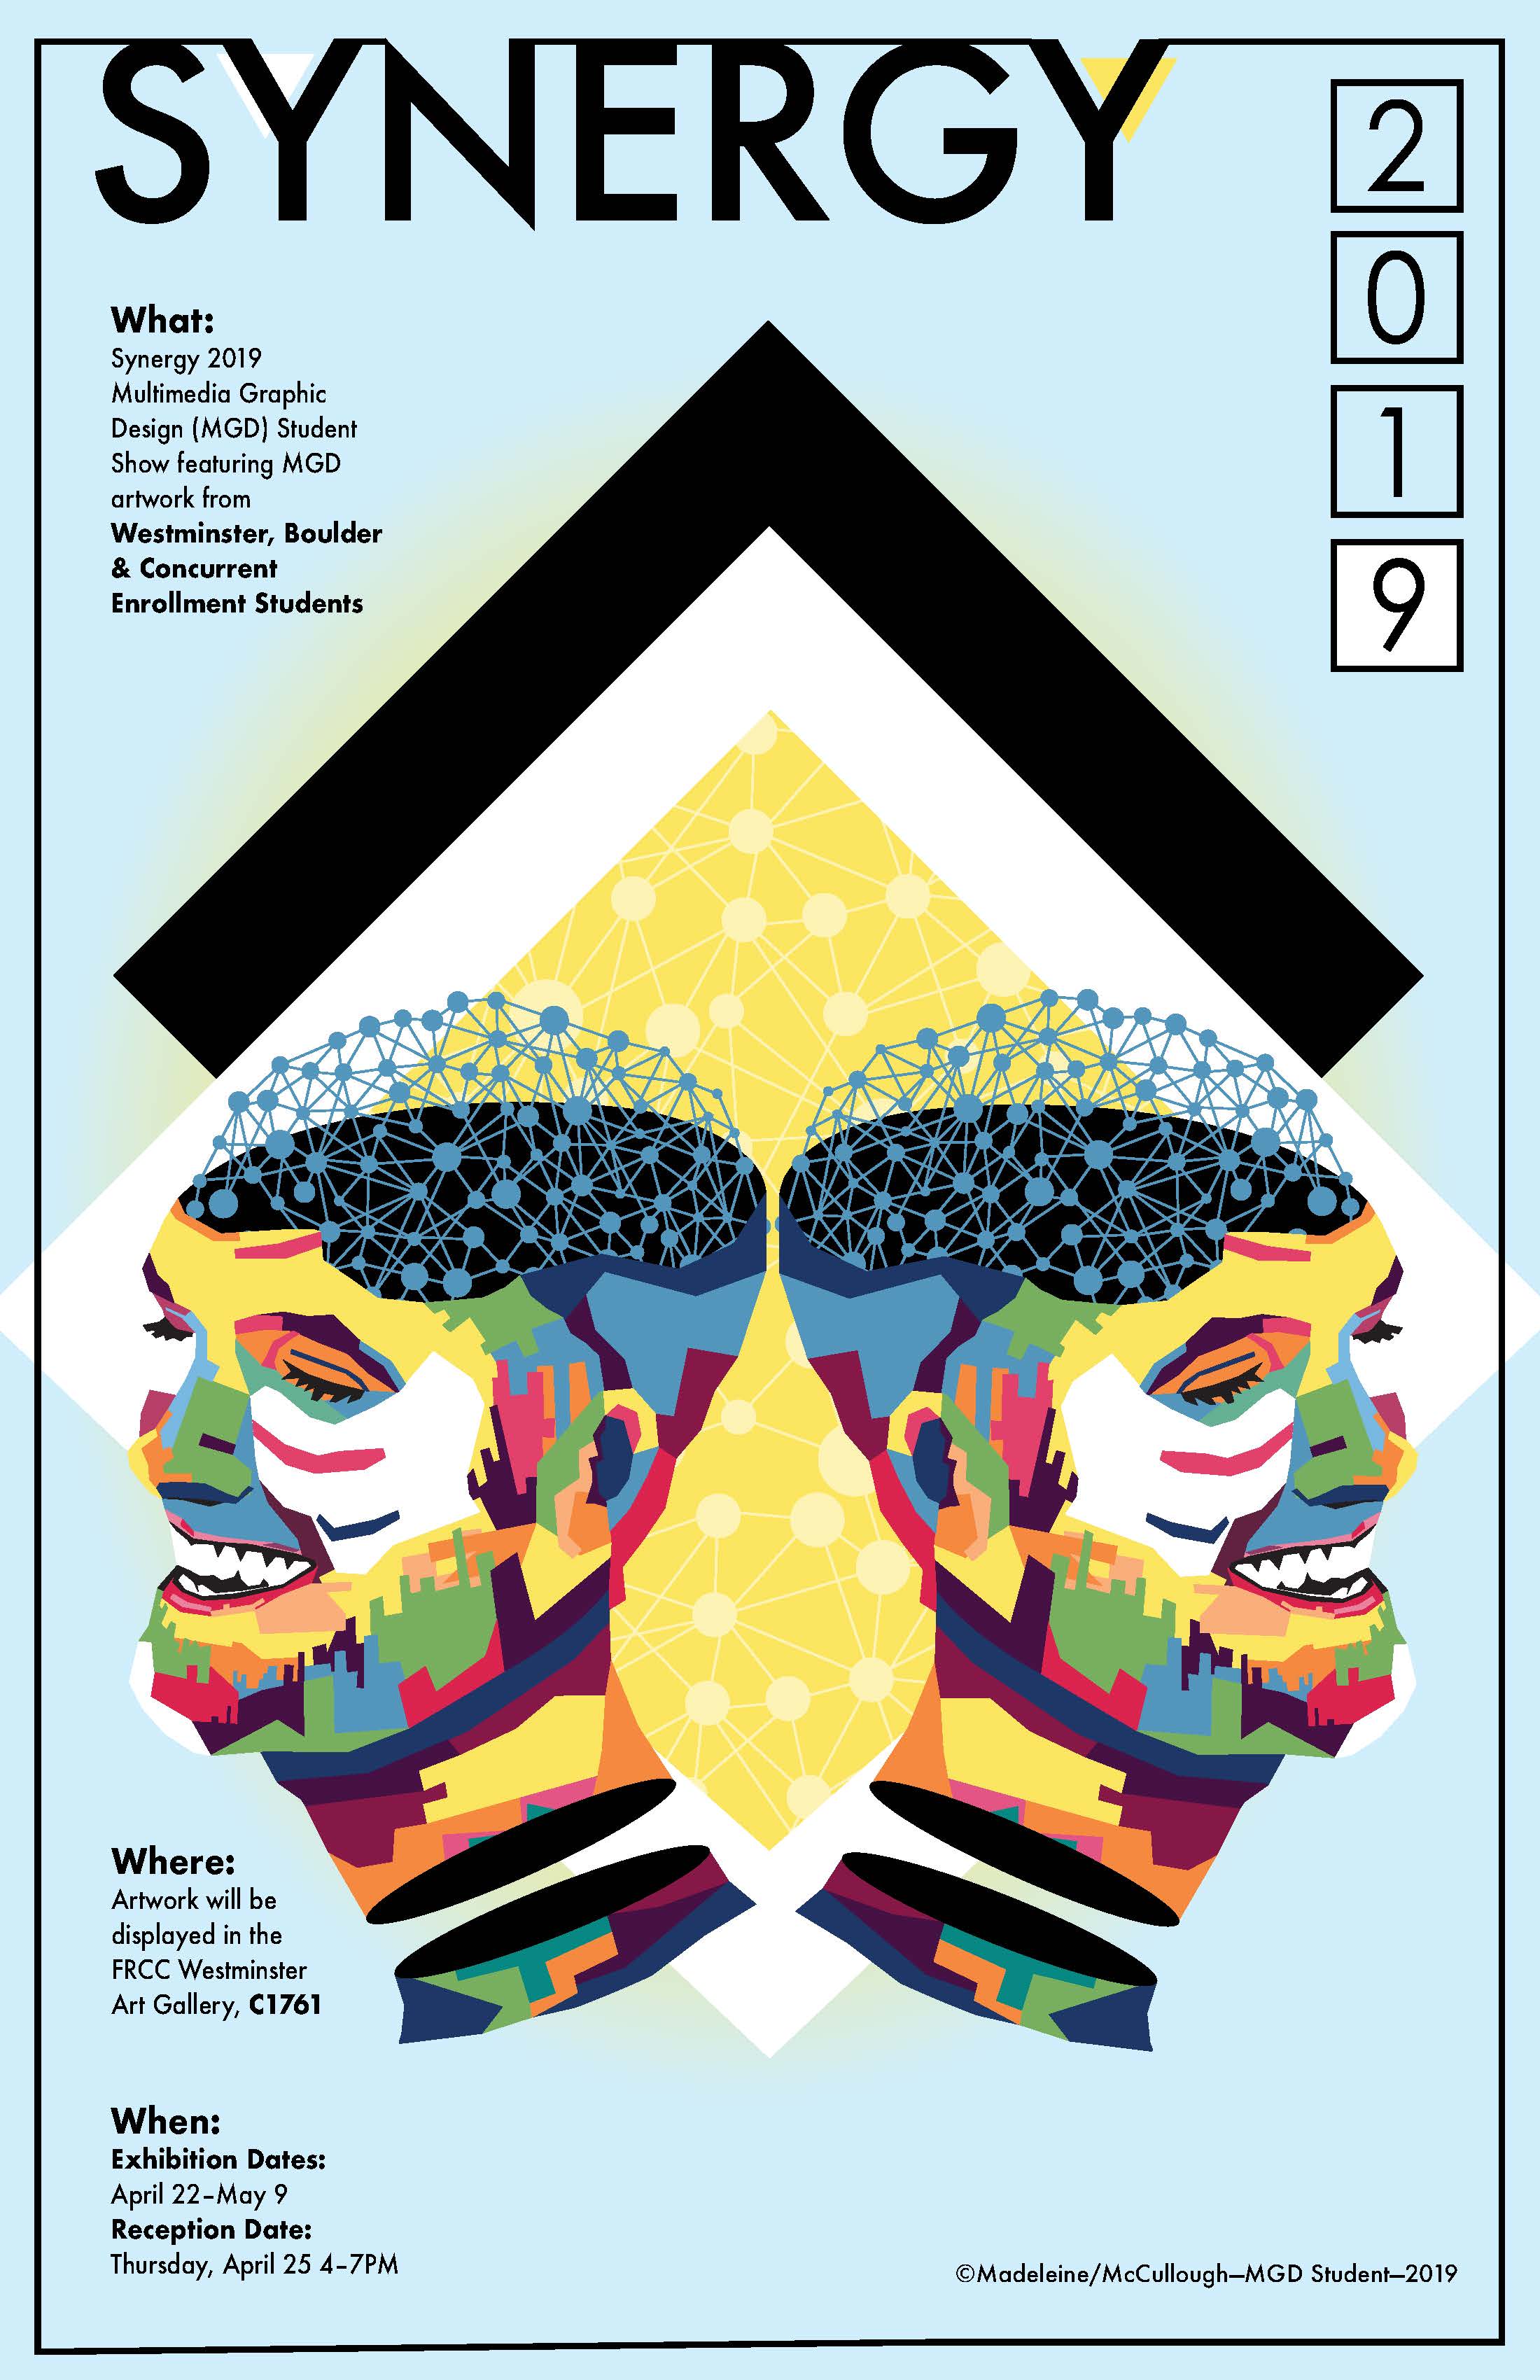 SYNERGY
2
0
1
9
What:
Synergy 2019
Multimedia Graphic
Design (MGD) Student
Show featuring MGD
artwork from
Westminster, Boulder
& Concurrent
Enrollment Students
Where:
Artwork will be
displayed in the
FRCC Westminster
Art Gallery, C1761
When:
Exhibition Dates:
April 22–May 9
Reception Date:
Thursday, April 25 4–7PM
©Madeleine/McCullough—MGD Student—2019